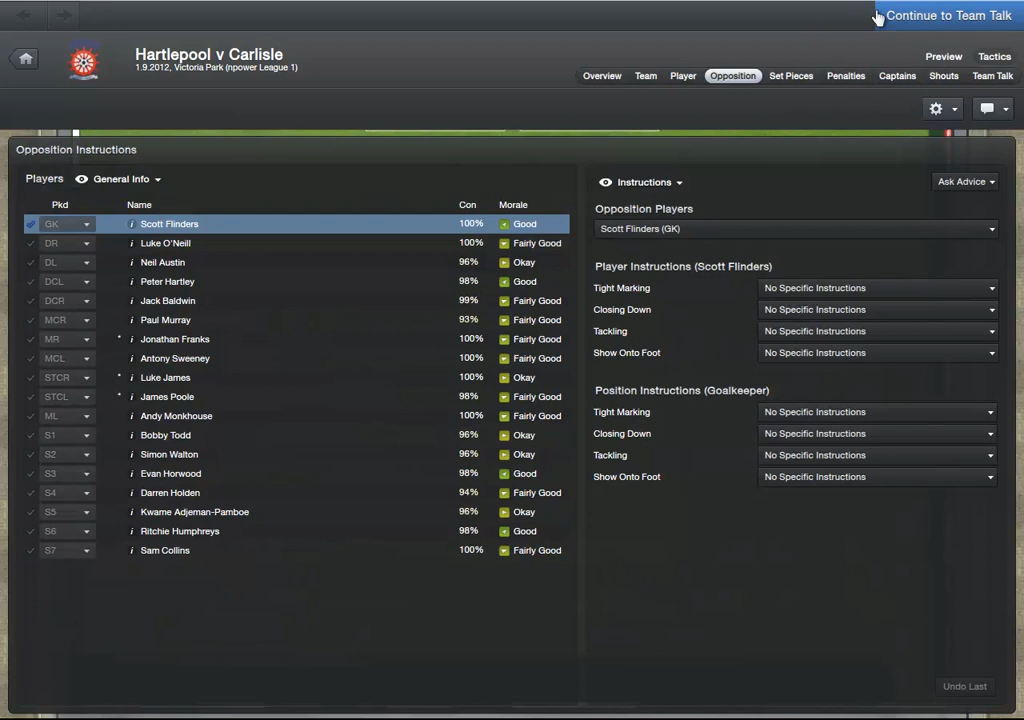 Continue to Team Talk
Hartlepool v Carlisle
1.9.2012, Victoria Park (npower League 1)
Preview Tactics
Overview Team Player Opposition Set Pieces Penalties Captains Shouts Team Talk
Opposition Instructions
Players General Info
Pkd Name Con Morale
GK i Scott Flinders 100% Good
DR i Luke O'Neill 100% Fairly Good
DL i Neil Austin 96% Okay
DCL i Peter Hartley 98% Good
DCR i Jack Baldwin 99% Fairly Good
MCR i Paul Murray 93% Fairly Good
MR * i Jonathan Franks 100% Fairly Good
MCL i Antony Sweeney 100% Fairly Good
STCR * i Luke James 100% Okay
STCL * i James Poole 98% Fairly Good
ML i Andy Monkhouse 100% Fairly Good
S1 i Bobby Todd 96% Okay
S2 i Simon Walton 96% Okay
S3 i Evan Horwood 98% Good
S4 i Darren Holden 94% Fairly Good
S5 i Kwame Adjeman-Pamboe 96% Okay
S6 i Ritchie Humphreys 98% Good
S7 i Sam Collins 100% Fairly Good
Instructions Ask Advice
Opposition Players
Scott Flinders (GK)
Player Instructions (Scott Flinders)
Tight Marking No Specific Instructions
Closing Down No Specific Instructions
Tackling No Specific Instructions
Show Onto Foot No Specific Instructions
Position Instructions (Goalkeeper)
Tight Marking No Specific Instructions
Closing Down No Specific Instructions
Tackling No Specific Instructions
Show Onto Foot No Specific Instructions
Undo Last